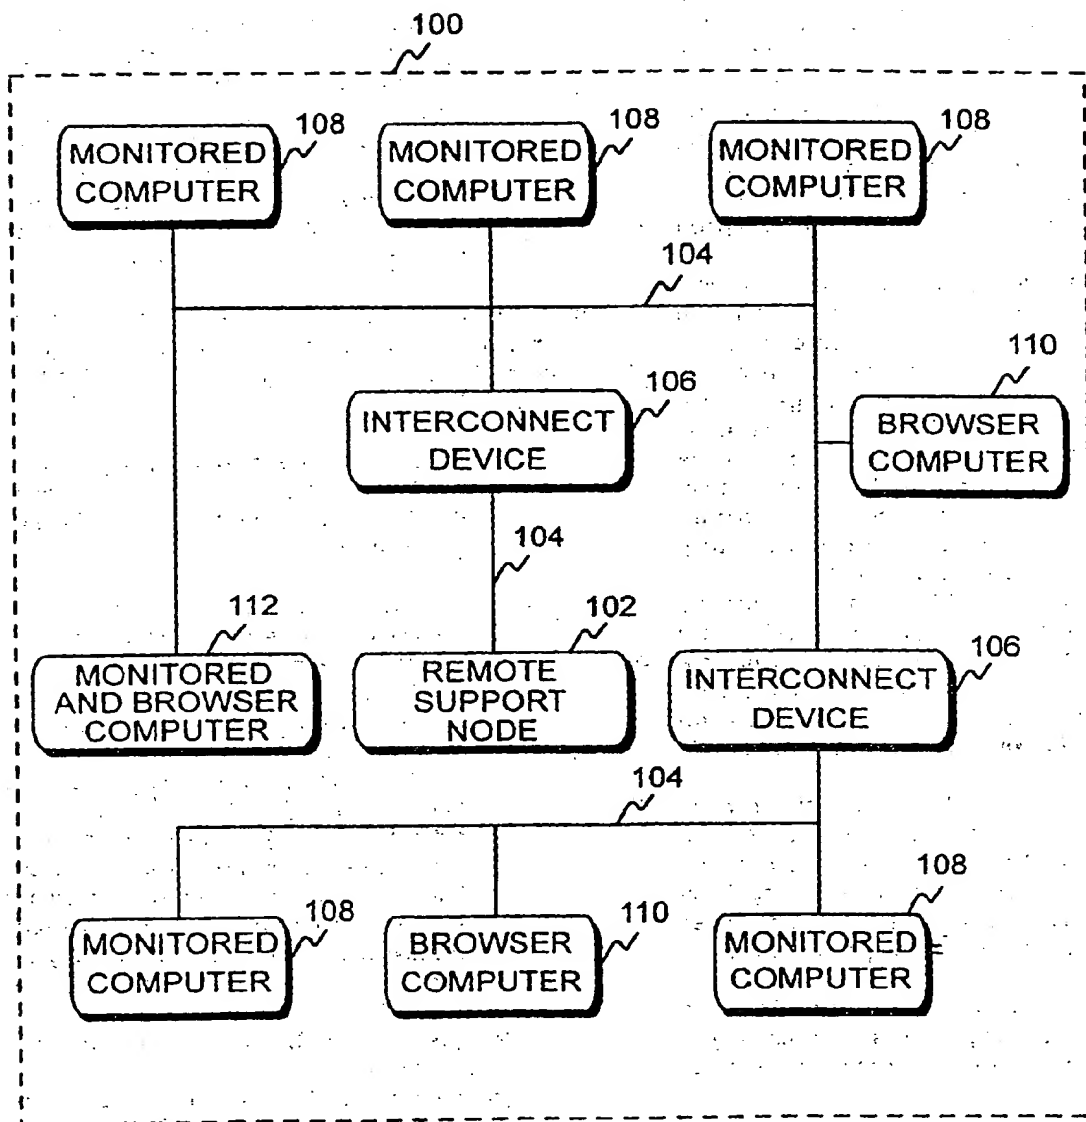 100
MONITORED
COMPUTER
108
MONITORED
COMPUTER
108
MONITORED
COMPUTER
108
104
INTERCONNECT
DEVICE
106
BROWSER
COMPUTER
110
104
MONITORED
AND BROWSER
COMPUTER
112
REMOTE
SUPPORT
NODE
102
INTERCONNECT
DEVICE
106
104
MONITORED
COMPUTER
108
BROWSER
COMPUTER
110
MONITORED
COMPUTER
108